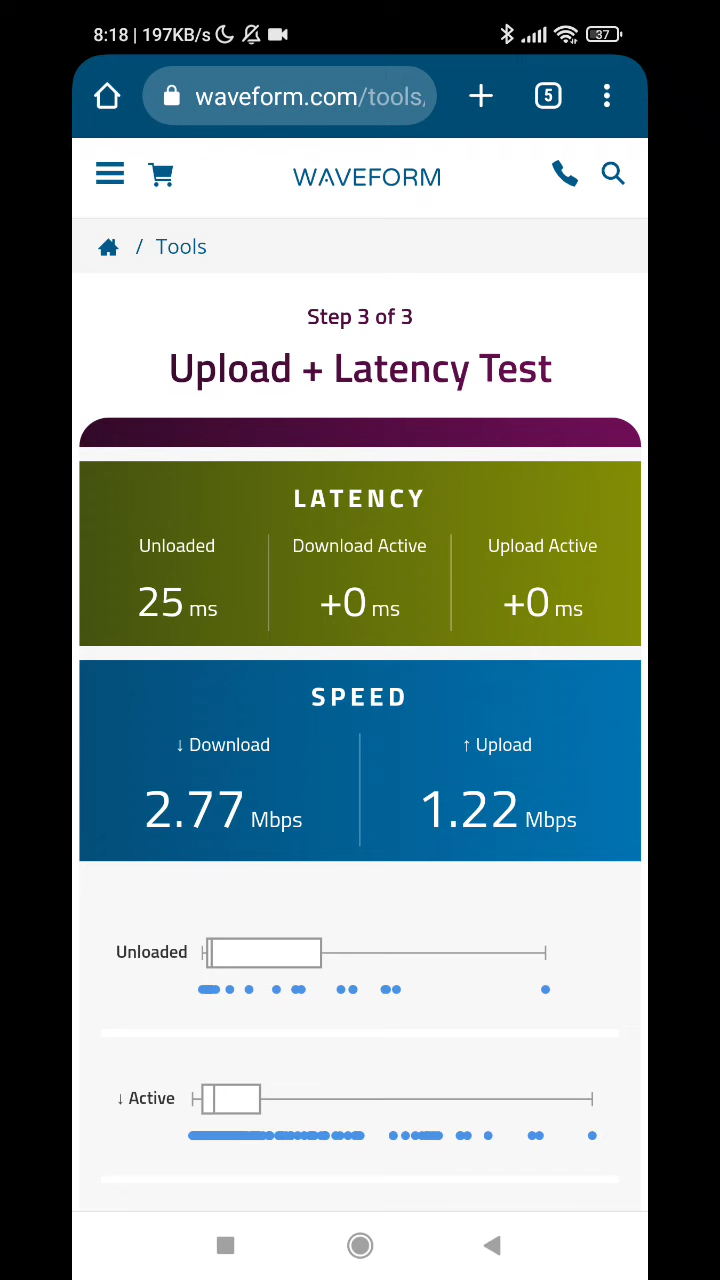 8:18 | 197KB/s 37
waveform.com/tools/ 5
WAVEFORM
/ Tools
Step 3 of 3
Upload + Latency Test
LATENCY
Unloaded Download Active Upload Active
25 ms +0 ms +0 ms
SPEED
↓ Download ↑ Upload
2.77 Mbps 1.22 Mbps
Unloaded
↓ Active